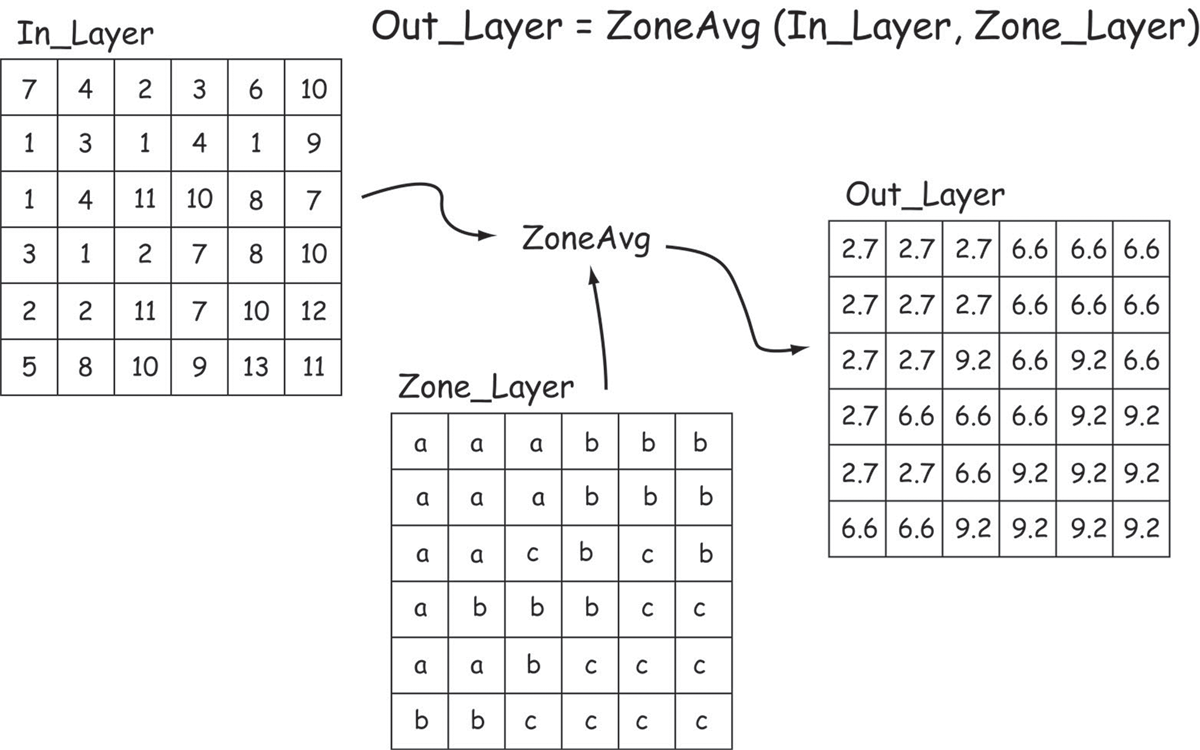 Out_Layer = ZoneAvg (In_Layer, Zone_Layer)
In_Layer
7 4 2 3 6 10
1 3 1 4 1 9
1 4 11 10 8 7
3 1 2 7 8 10
2 2 11 7 10 12
5 8 10 9 13 11
ZoneAvg
Zone_Layer
a a a b b b
a a a b b b
a a c b c b
a b b b c c
a a b c c c
b b c c c c
Out_Layer
2.7 2.7 2.7 6.6 6.6 6.6
2.7 2.7 2.7 6.6 6.6 6.6
2.7 2.7 9.2 6.6 9.2 6.6
2.7 6.6 6.6 6.6 9.2 9.2
2.7 2.7 6.6 9.2 9.2 9.2
6.6 6.6 9.2 9.2 9.2 9.2